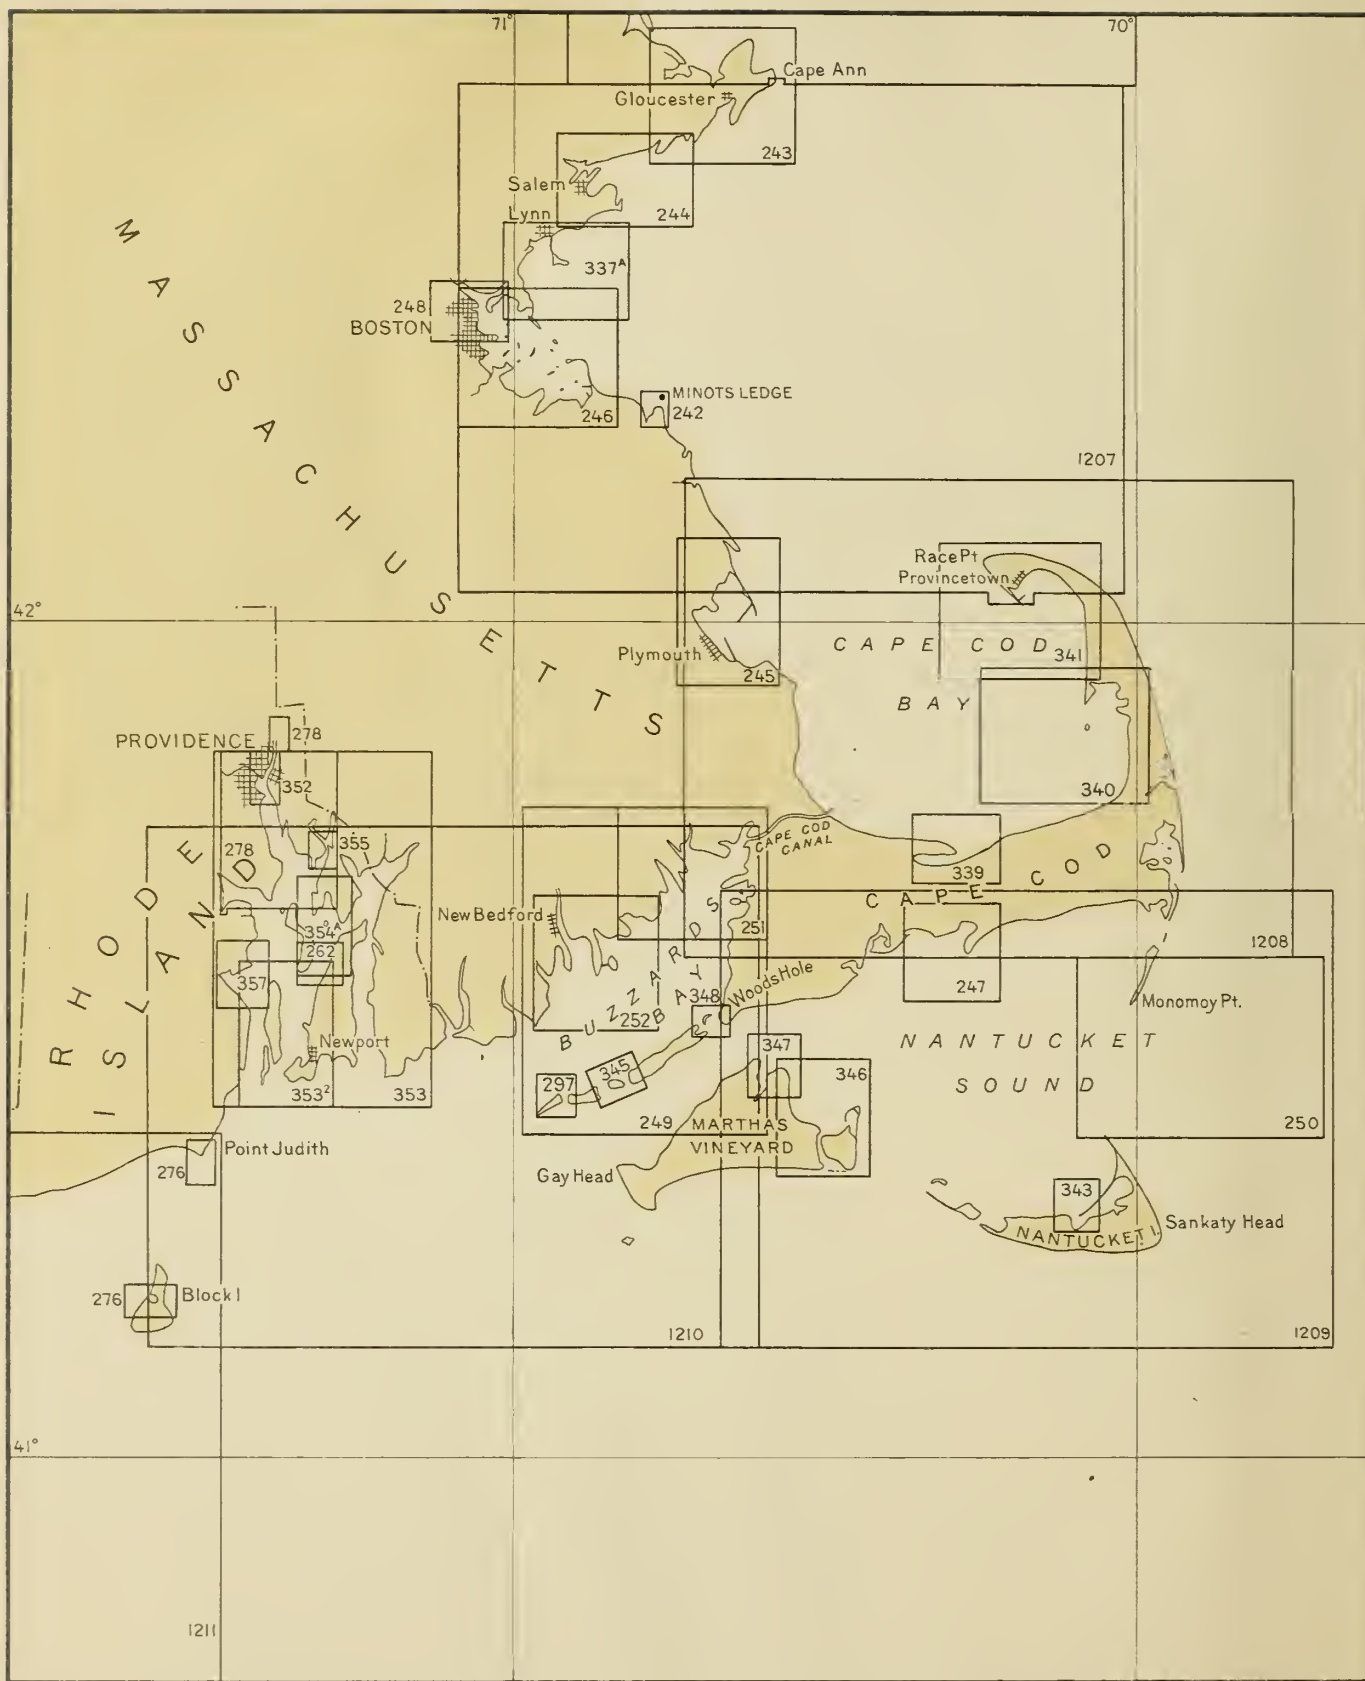 71°
70°
Cape Ann
Gloucester
243
Salem
244
Lynn
337A
248
BOSTON
246
MINOTS LEDGE
242
MASSACHUSETTS
1207
Race Pt
Provincetown
42°
CAPE COD
BAY
341
Plymouth
245
340
PROVIDENCE
278
352
CAPE COD
CANAL
355
278
339
CAPE COD
RHODE
ISLAND
New Bedford
251
354A
262
357
1208
247
Monomoy Pt.
BUZZARDS
BAY
252
348
Woods Hole
NANTUCKET
SOUND
Newport
347
346
345
297
353²
353
249
MARTHAS
VINEYARD
250
Point Judith
276
Gay Head
343
NANTUCKET I.
Sankaty Head
276
Block I
1210
1209
41°
1211